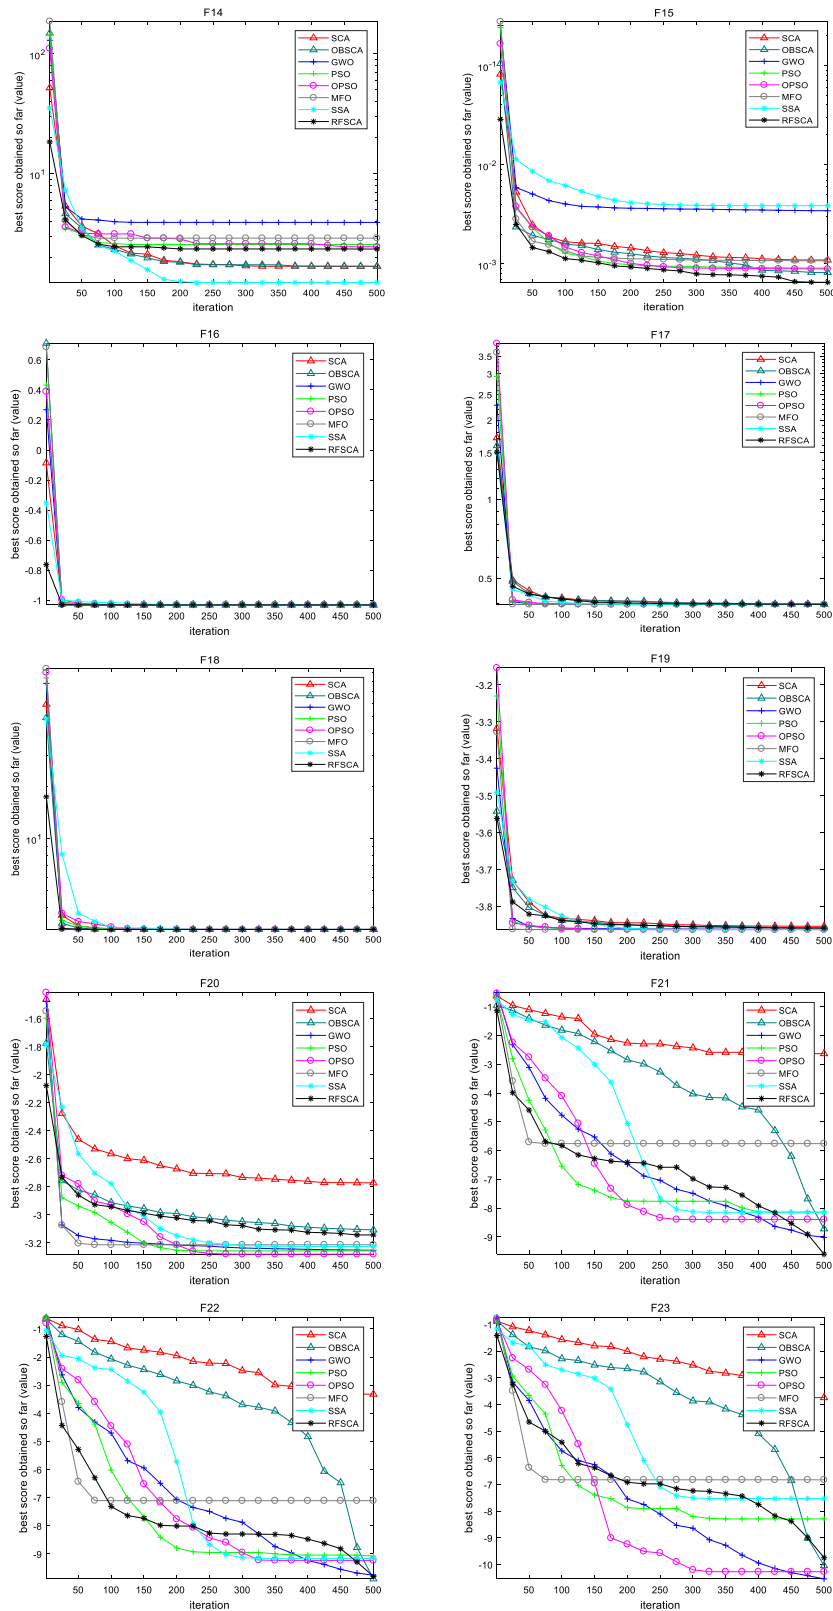 F14
best score obtained so far (value)
10^2
10^1
50 100 150 200 250 300 350 400 450 500
iteration
SCA
OBSCA
GWO
PSO
OPSO
MFO
SSA
RFSCA
F15
best score obtained so far (value)
10^-2
10^-3
50 100 150 200 250 300 350 400 450 500
iteration
SCA
OBSCA
GWO
PSO
OPSO
MFO
SSA
RFSCA
F16
best score obtained so far (value)
0.6
0.4
0.2
0
-0.2
-0.4
-0.6
-0.8
-1
50 100 150 200 250 300 350 400 450 500
iteration
SCA
OBSCA
GWO
PSO
OPSO
MFO
SSA
RFSCA
F17
best score obtained so far (value)
3.5
3
2.5
2
1.5
1
0.5
50 100 150 200 250 300 350 400 450 500
iteration
SCA
OBSCA
GWO
PSO
OPSO
MFO
SSA
RFSCA
F18
best score obtained so far (value)
10^1
50 100 150 200 250 300 350 400 450 500
iteration
SCA
OBSCA
GWO
PSO
OPSO
MFO
SSA
RFSCA
F19
best score obtained so far (value)
-3.2
-3.3
-3.4
-3.5
-3.6
-3.7
-3.8
50 100 150 200 250 300 350 400 450 500
iteration
SCA
OBSCA
GWO
PSO
OPSO
MFO
SSA
RFSCA
F20
best score obtained so far (value)
-1.6
-1.8
-2
-2.2
-2.4
-2.6
-2.8
-3
-3.2
50 100 150 200 250 300 350 400 450 500
iteration
SCA
OBSCA
GWO
PSO
OPSO
MFO
SSA
RFSCA
F21
best score obtained so far (value)
-1
-2
-3
-4
-5
-6
-7
-8
-9
50 100 150 200 250 300 350 400 450 500
iteration
SCA
OBSCA
GWO
PSO
OPSO
MFO
SSA
RFSCA
F22
best score obtained so far (value)
-1
-2
-3
-4
-5
-6
-7
-8
-9
50 100 150 200 250 300 350 400 450 500
iteration
SCA
OBSCA
GWO
PSO
OPSO
MFO
SSA
RFSCA
F23
best score obtained so far (value)
-1
-2
-3
-4
-5
-6
-7
-8
-9
-10
50 100 150 200 250 300 350 400 450 500
iteration
SCA
OBSCA
GWO
PSO
OPSO
MFO
SSA
RFSCA